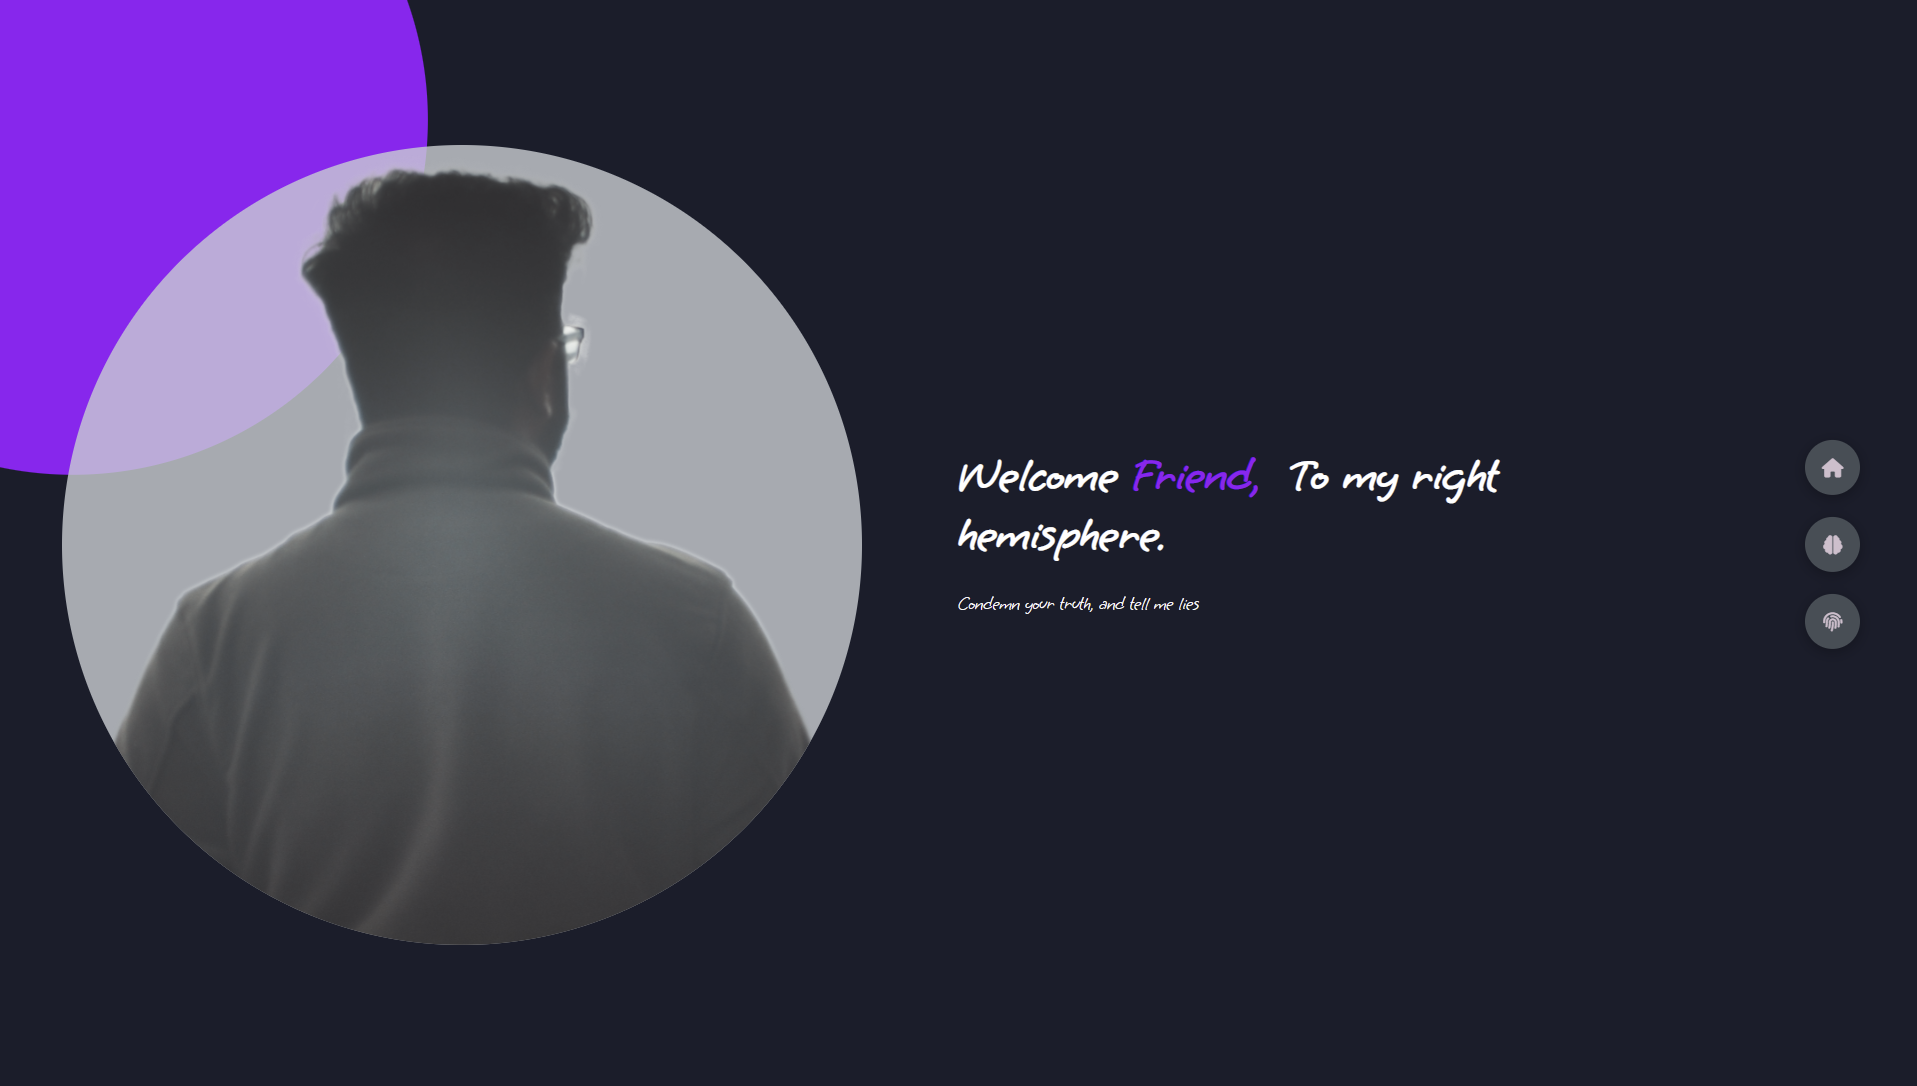 Welcome Friend, To my right
hemisphere.
Condemn your truth, and tell me lies